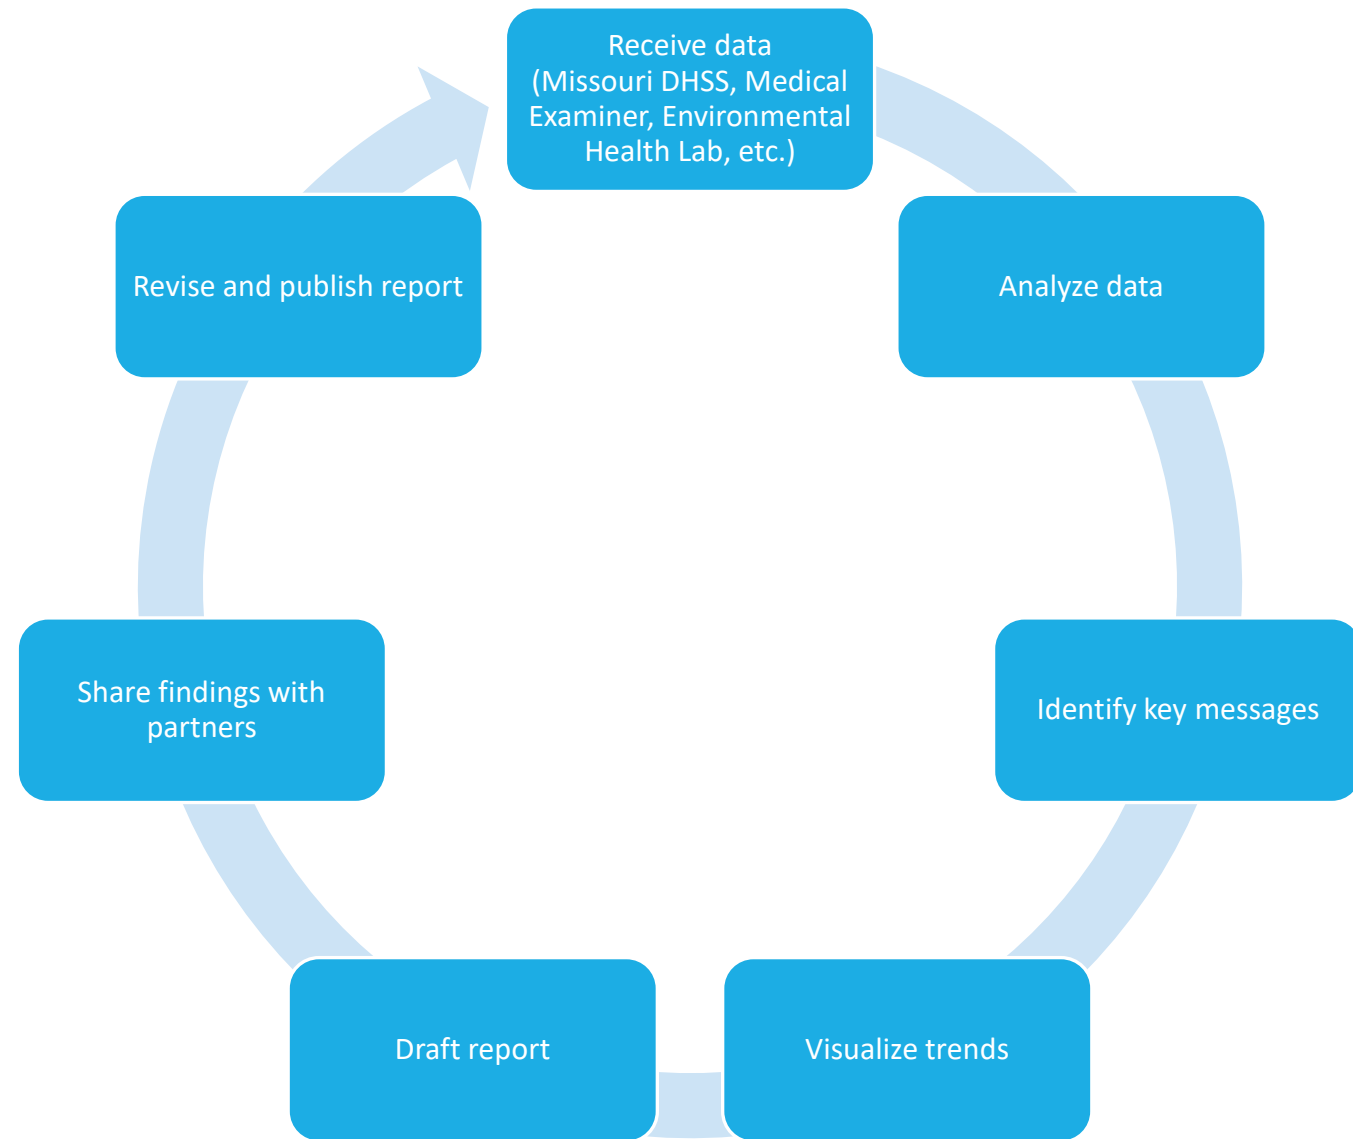 Receive data
(Missouri DHSS, Medical
Examiner, Environmental
Health Lab, etc.)
Analyze data
Identify key messages
Visualize trends
Draft report
Share findings with
partners
Revise and publish report